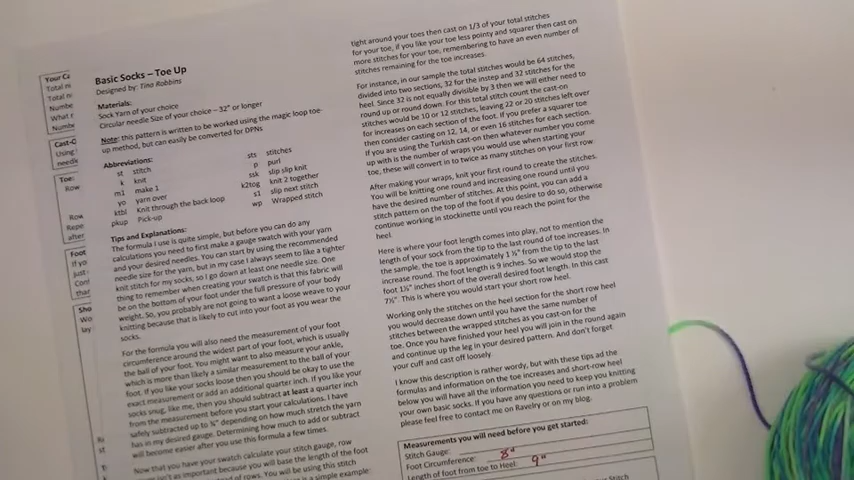 Basic Socks – Toe Up
Designed by: Tina Robbins
Materials:
Sock Yarn of your choice
Circular needle Size of your choice – 32" or longer
Note: this pattern is written to be worked using the magic loop toe-
up method, but can easily be converted for DPNs
Abbreviations:
st stitch sts stitches
k knit p purl
m1 make 1 ssk slip slip knit
yo yarn over k2tog knit 2 together
ktbl Knit through the back loop s1 slip next stitch
pkup Pick-up wp Wrapped stitch
Tips and Explanations:
The formula I use is quite simple, but before you can do any
calculations you need to first make a gauge swatch with your yarn
and your desired needles. You can start by using the recommended
needle size for the yarn, but in my case I always seem to like a tighter
knit stitch for my socks, so I go down at least one needle size. One
thing to remember when creating your swatch is that this fabric will
be on the bottom of your foot under the full pressure of your body
weight. So, you probably are not going to want a loose weave to your
knitting because that is likely to cut into your foot as you wear the
socks.
For the formula you will also need the measurement of your foot
circumference around the widest part of your foot, which is usually
the ball of your foot. You might want to also measure your ankle,
which is more than likely a similar measurement to the ball of your
foot. If you like your socks loose then you should be okay to use the
exact measurement or add an additional quarter inch. If you like your
socks snug, like me, then you should subtract at least a quarter inch
from the measurement before you start your calculations. I have
safely subtracted up to ¾" depending on how much stretch the yarn
has in my desired gauge. Determining how much to add or subtract
will become easier after you use this formula a few times.
Now that you have your swatch calculate your stitch gauge, row
isn't as important because you will base the length of the foot
of rows. You will be using this stitch
is a simple example:
tight around your toes then cast on 1/3 of your total stitches
for your toe, if you like your toe less pointy and squarer then cast on
more stitches for your toe, remembering to have an even number of
stitches remaining for the toe increases.
For instance, in our sample the total stitches would be 64 stitches,
divided into two sections, 32 for the instep and 32 stitches for the
heel. Since 32 is not equally divisible by 3 then we will either need to
round up or round down. For this total stitch count the cast-on
stitches would be 10 or 12 stitches, leaving 22 or 20 stitches left over
for increases on each section of the foot. If you prefer a squarer toe
then consider casting on 12, 14, or even 16 stitches for each section.
If you are using the Turkish cast-on then whatever number you come
up with is the number of wraps you would use when starting your
toe, these will convert in to twice as many stitches on your first row.
After making your wraps, knit your first round to create the stitches.
You will be knitting one round and increasing one round until you
have the desired number of stitches. At this point, you can add a
stitch pattern on the top of the foot if you desire to do so, otherwise
continue working in stockinette until you reach the point for the
heel.
Here is where your foot length comes into play, not to mention the
length of your sock from the tip to the last round of toe increases. In
the sample, the toe is approximately 1 ½" from the tip to the last
increase round. The foot length is 9 inches. So we would stop the
foot 1½" inches short of the overall desired foot length. In this case
7½". This is where you would start your short row heel.
Working only the stitches on the heel section for the short row heel
you would decrease down until you have the same number of
stitches between the wrapped stitches as you cast-on for the
toe. Once you have finished your heel you will join in the round again
and continue up the leg in your desired pattern. And don't forget
your cuff and cast off loosely.
I know this description is rather wordy, but with these tips ad the
formulas and information on the toe increases and short-row heel
below you will have all the information you need to keep you knitting
your own basic socks. If you have any questions or run into a problem
please feel free to contact me on Ravelry or on my blog.
Measurements you will need before you get started:
Stitch Gauge:
Foot Circumference: 8"
Length of foot from toe to Heel: 9"
Stitch